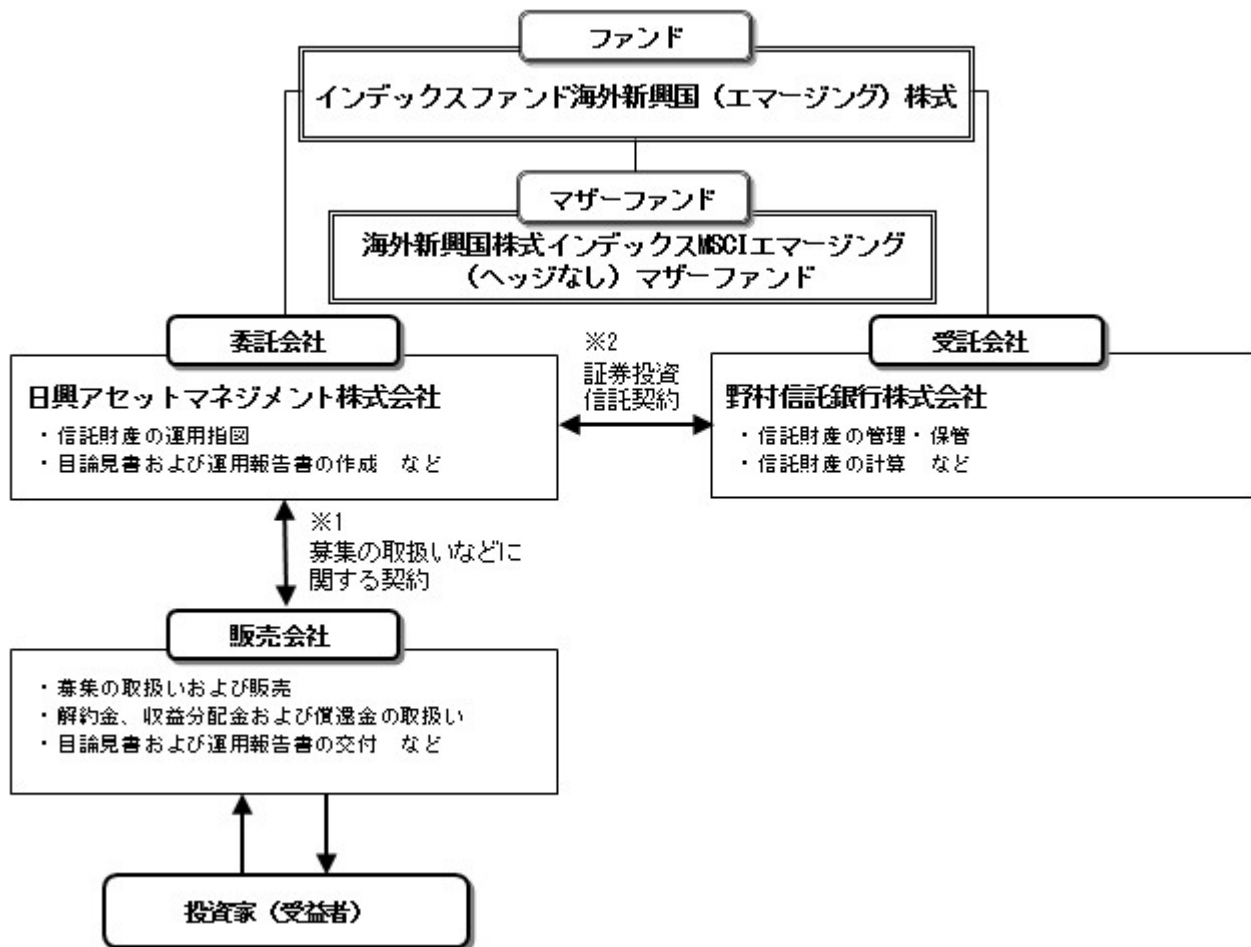 ファンド
インデックスファンド海外新興国（エマージング）株式
マザーファンド
海外新興国株式インデックスMSCIエマージング
（ヘッジなし）マザーファンド
委託会社
日興アセットマネジメント株式会社
・信託財産の運用指図
・目論見書および運用報告書の作成　など
※2
証券投資
信託契約
受託会社
野村信託銀行株式会社
・信託財産の管理・保管
・信託財産の計算　など
※1
募集の取扱いなどに
関する契約
販売会社
・募集の取扱いおよび販売
・解約金、収益分配金および償還金の取扱い
・目論見書および運用報告書の交付　など
投資家（受益者）